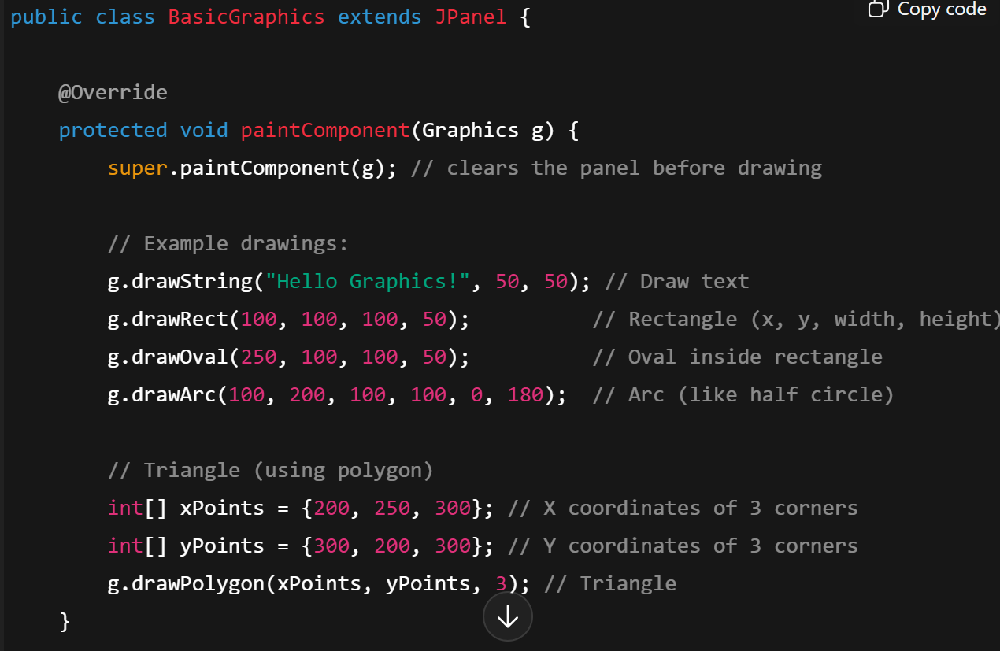 public class BasicGraphics extends JPanel {
Copy code
@Override
protected void paintComponent(Graphics g) {
super.paintComponent(g); // clears the panel before drawing
// Example drawings:
g.drawString("Hello Graphics!", 50, 50); // Draw text
g.drawRect(100, 100, 100, 50); // Rectangle (x, y, width, height)
g.drawOval(250, 100, 100, 50); // Oval inside rectangle
g.drawArc(100, 200, 100, 100, 0, 180); // Arc (like half circle)
// Triangle (using polygon)
int[] xPoints = {200, 250, 300}; // X coordinates of 3 corners
int[] yPoints = {300, 200, 300}; // Y coordinates of 3 corners
g.drawPolygon(xPoints, yPoints, 3); // Triangle
}